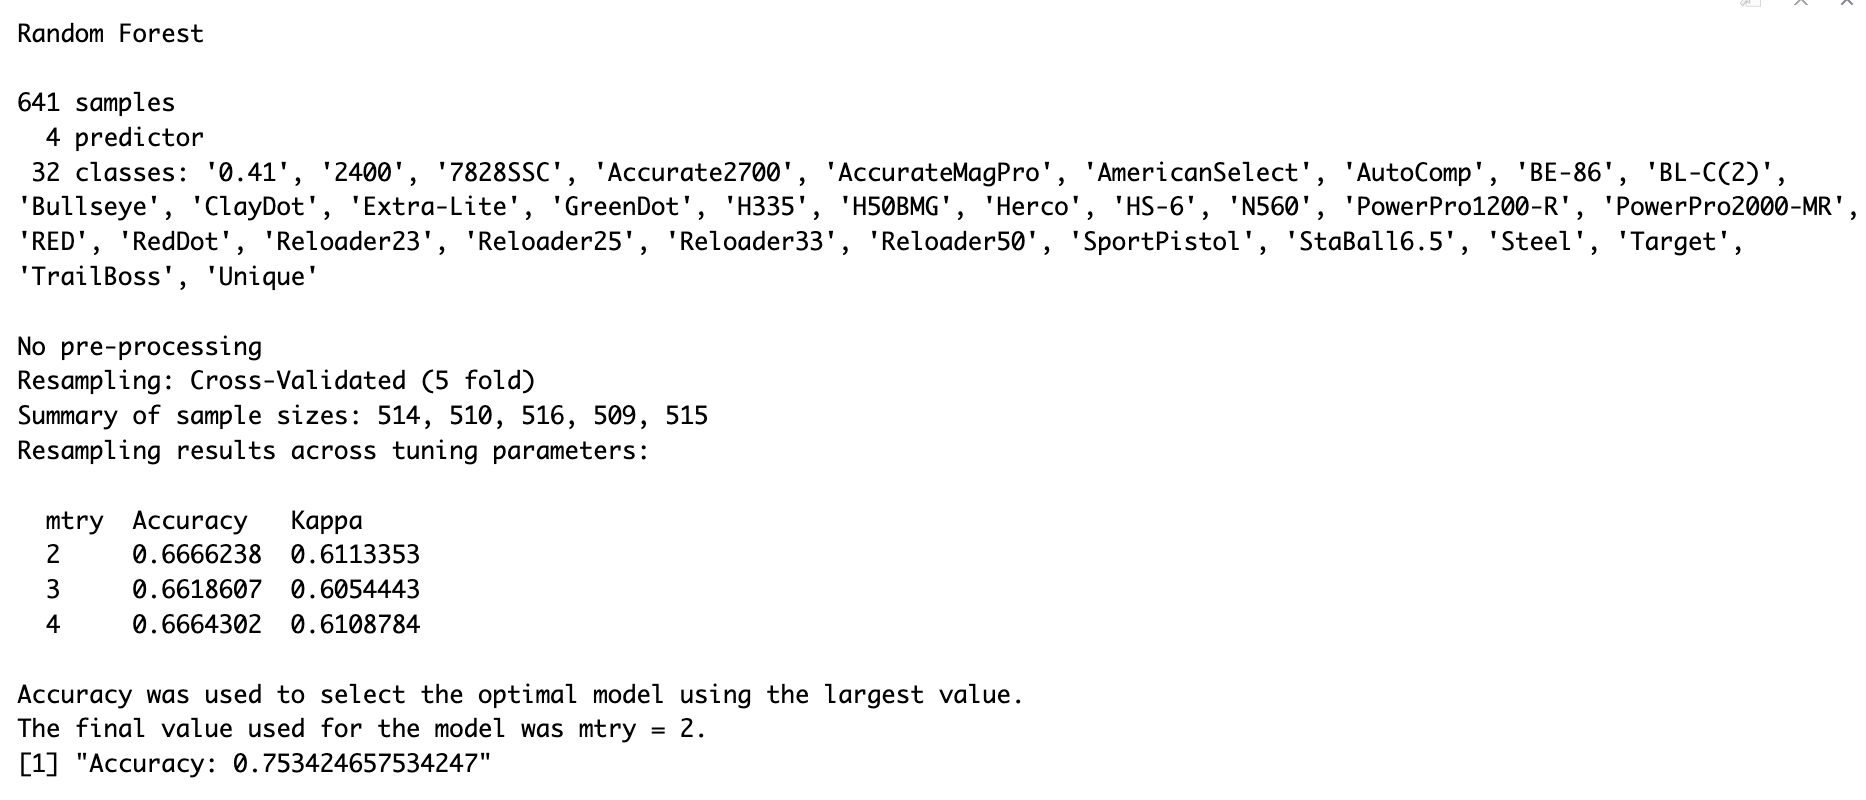 Random Forest
641 samples
4 predictor
32 classes: '0.41', '2400', '7828SSC', 'Accurate2700', 'AccurateMagPro', 'AmericanSelect', 'AutoComp', 'BE-86', 'BL-C(2)',
'Bullseye', 'ClayDot', 'Extra-Lite', 'GreenDot', 'H335', 'H50BMG', 'Herco', 'HS-6', 'N560', 'PowerPro1200-R', 'PowerPro2000-MR',
'RED', 'RedDot', 'Reloader23', 'Reloader25', 'Reloader33', 'Reloader50', 'SportPistol', 'StaBall6.5', 'Steel', 'Target',
'TrailBoss', 'Unique'
No pre-processing
Resampling: Cross-Validated (5 fold)
Summary of sample sizes: 514, 510, 516, 509, 515
Resampling results across tuning parameters:
mtry  Accuracy   Kappa
2     0.6666238  0.6113353
3     0.6618607  0.6054443
4     0.6664302  0.6108784
Accuracy was used to select the optimal model using the largest value.
The final value used for the model was mtry = 2.
[1] "Accuracy: 0.753424657534247"